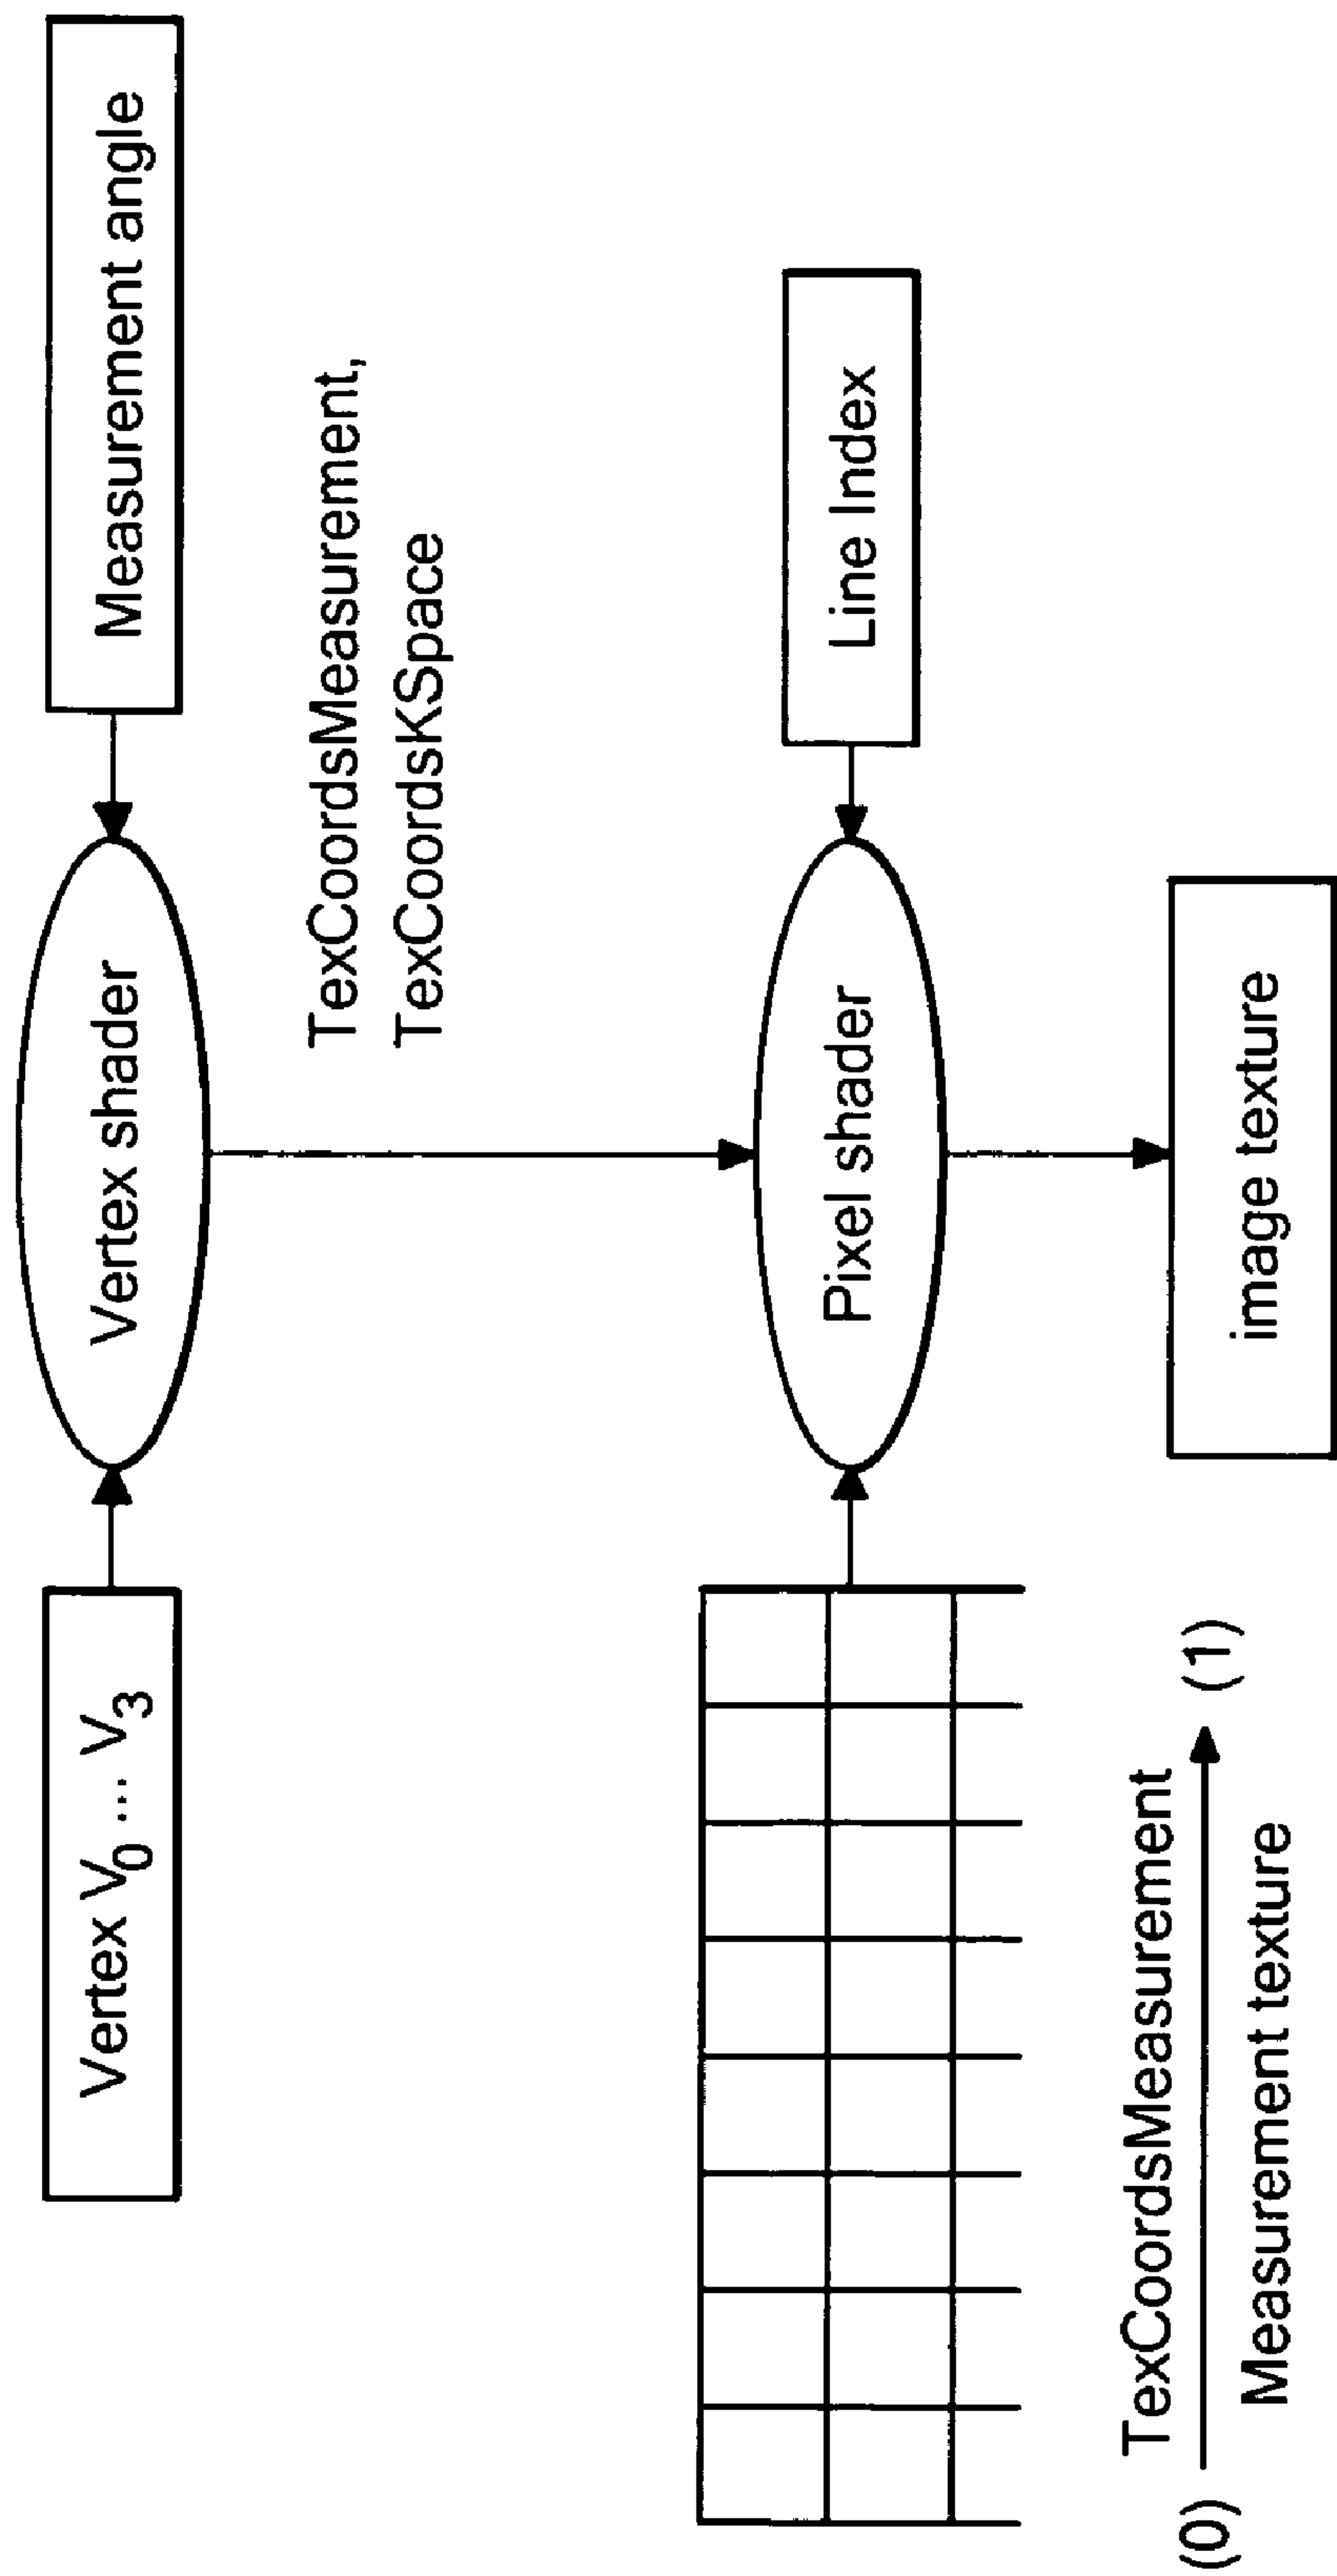 Vertex V0 ... V3
Vertex shader
Measurement angle
TexCoordsMeasurement,
TexCoordsKSpace
Pixel shader
Line Index
TexCoordsMeasurement
(0) (1)
Measurement texture
image texture